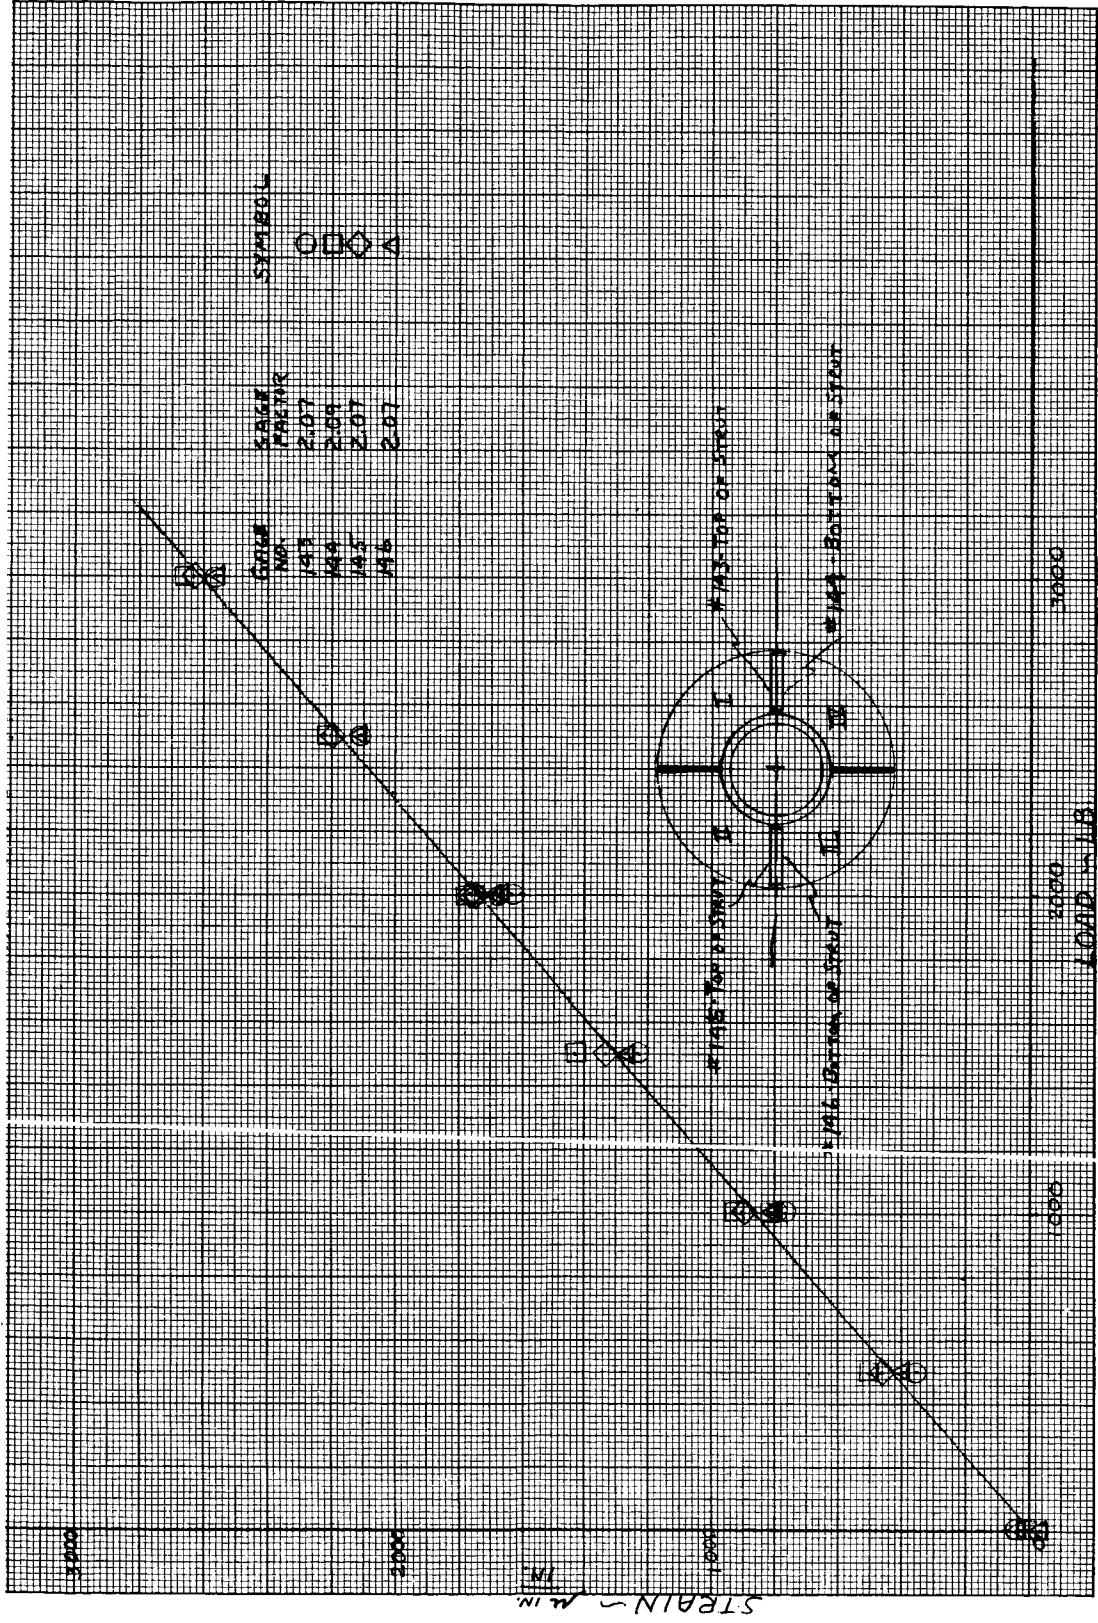 SYMBOL
GAGE NO. GAGE FACTOR
143 2.07
144 2.09
145 2.07
146 2.07
3000
2000
1000
0
STRAIN ~ µ IN. IN.
#143-TOP OF STRUT
#144-BOTTOM OF STRUT
#145-TOP OF STRUT
#146-BOTTOM OF STRUT
I
II
III
IV
1000
2000
3000
LOAD ~ LB